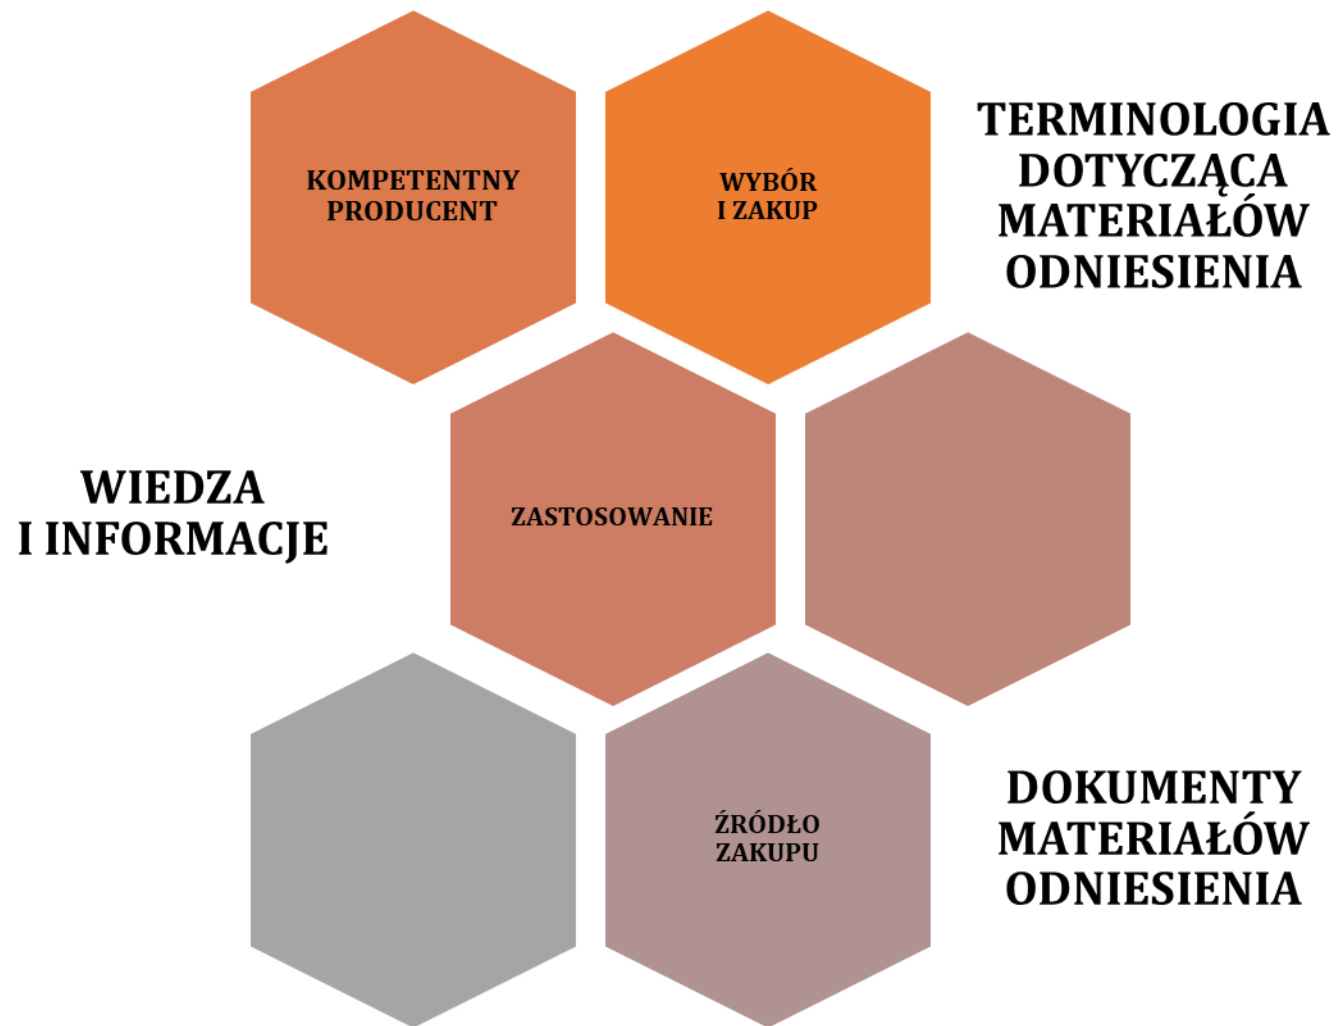 KOMPETENTNY
PRODUCENT
WYBÓR
I ZAKUP
TERMINOLOGIA
DOTYCZĄCA
MATERIAŁÓW
ODNIESIENIA
WIEDZA
I INFORMACJE
ZASTOSOWANIE
ŹRÓDŁO
ZAKUPU
DOKUMENTY
MATERIAŁÓW
ODNIESIENIA